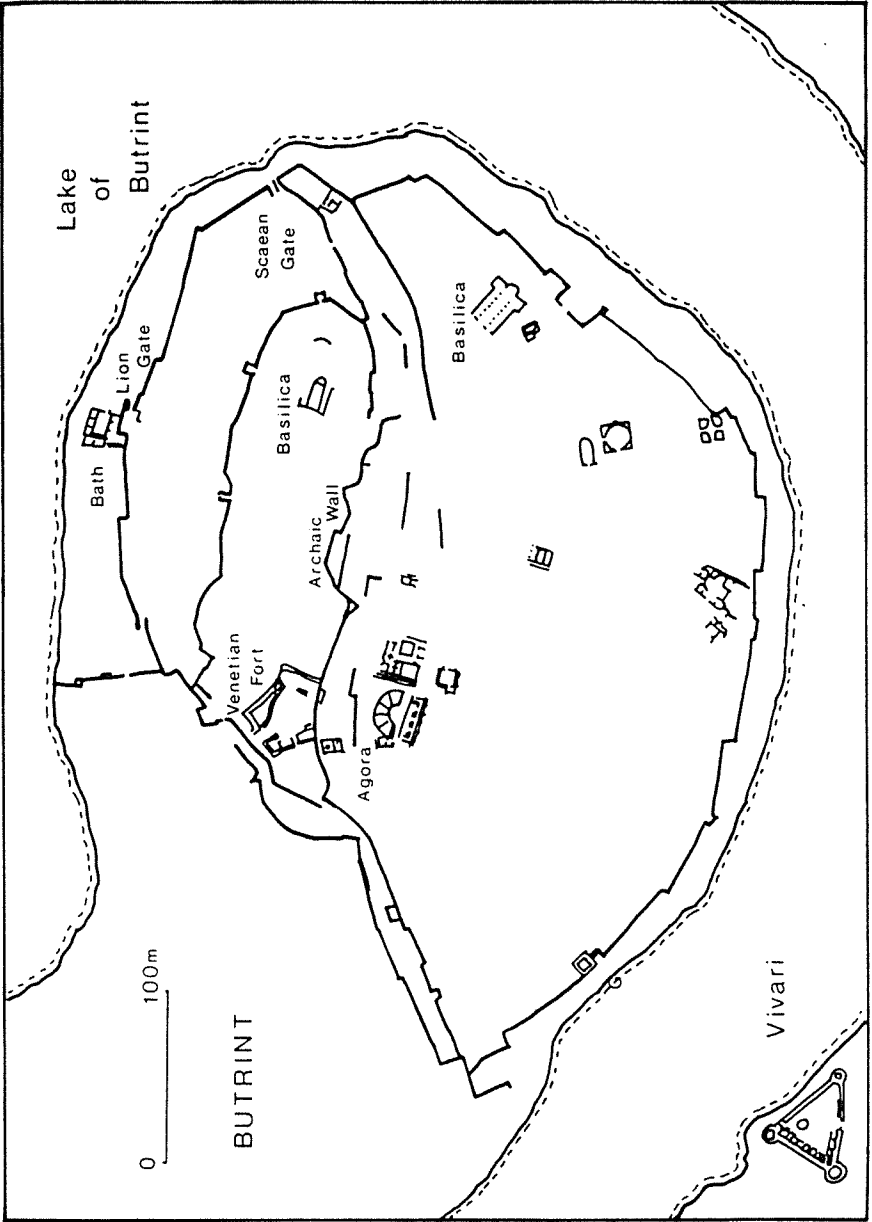 Lake
of
Butrint
Scaean
Gate
Lion
Gate
Bath
Basilica
Basilica
Archaic
Wall
Venetian
Fort
Agora
0 100m
BUTRINT
Vivari